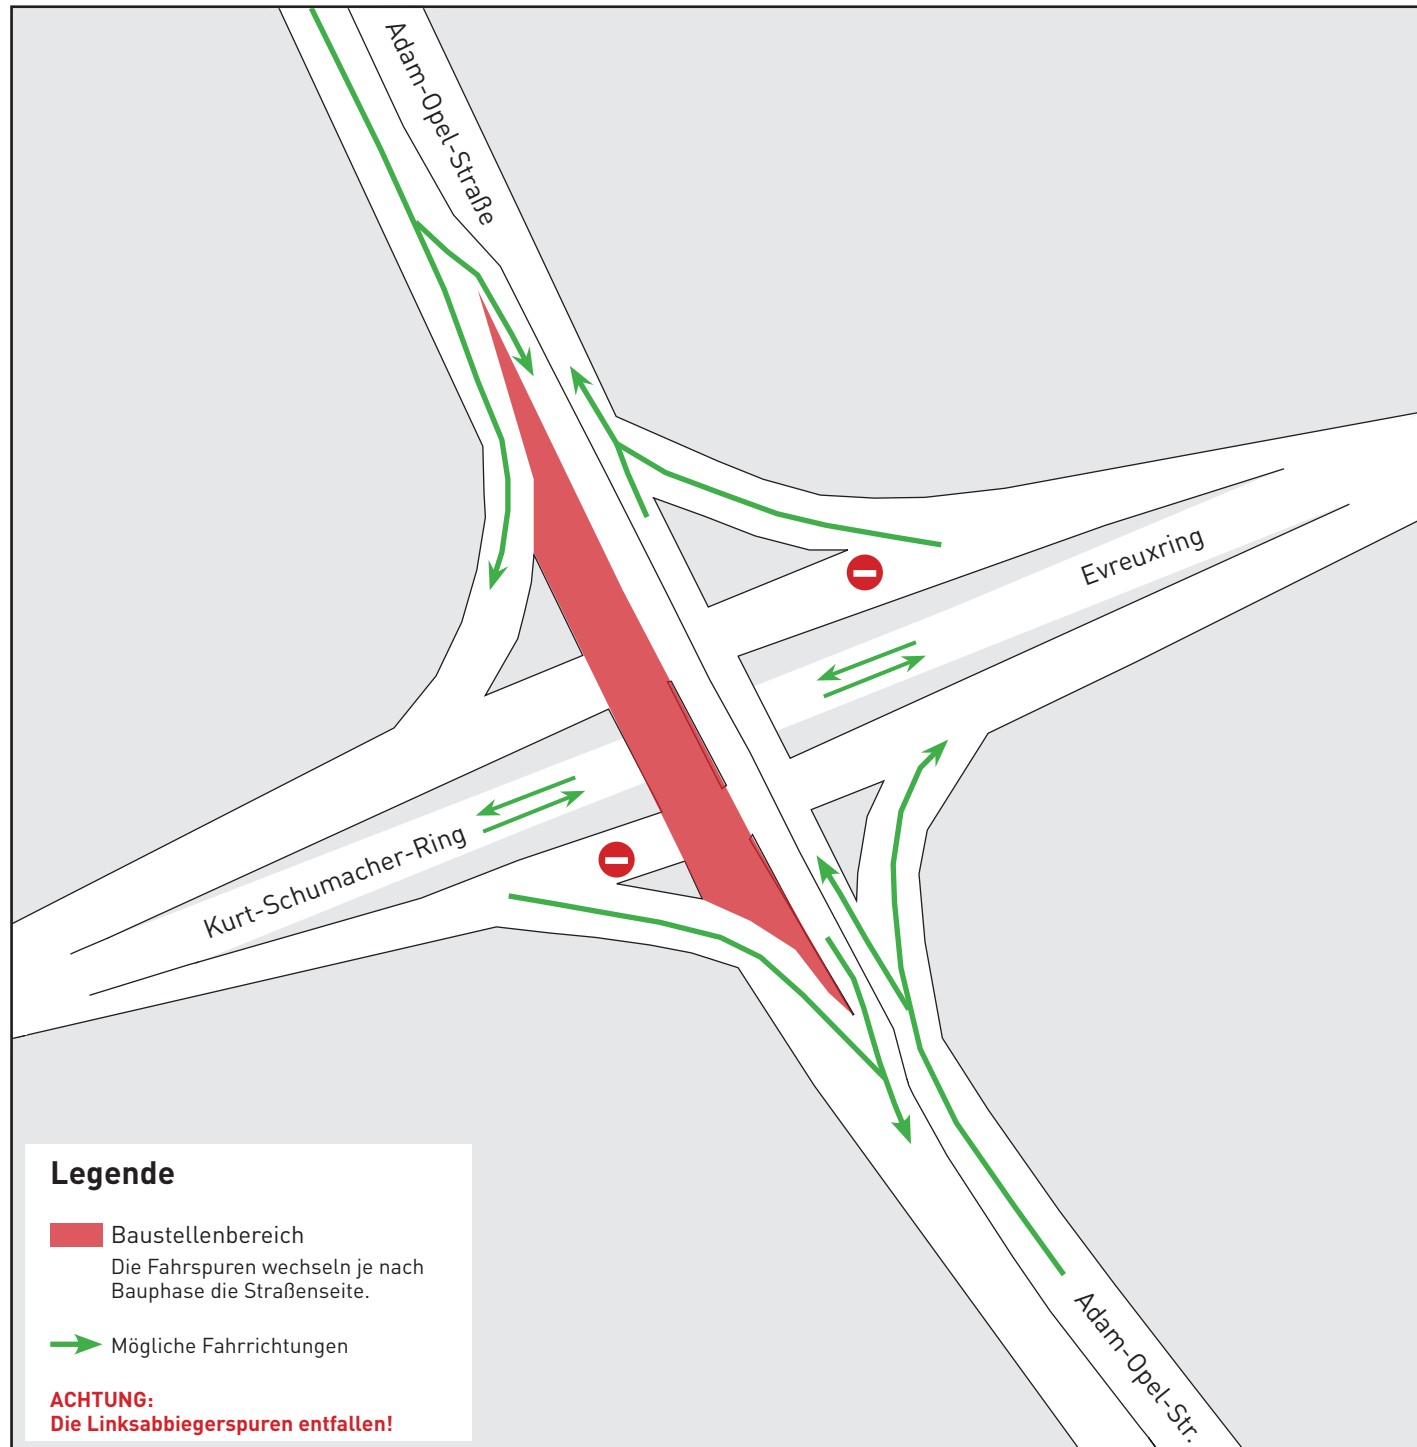 Adam-Opel-Straße
Evreuxring
Kurt-Schumacher-Ring
Legende
Baustellenbereich
Die Fahrspuren wechseln je nach
Bauphase die Straßenseite.
Mögliche Fahrrichtungen
ACHTUNG:
Die Linksabbiegerspuren entfallen!
Adam-Opel-Str.